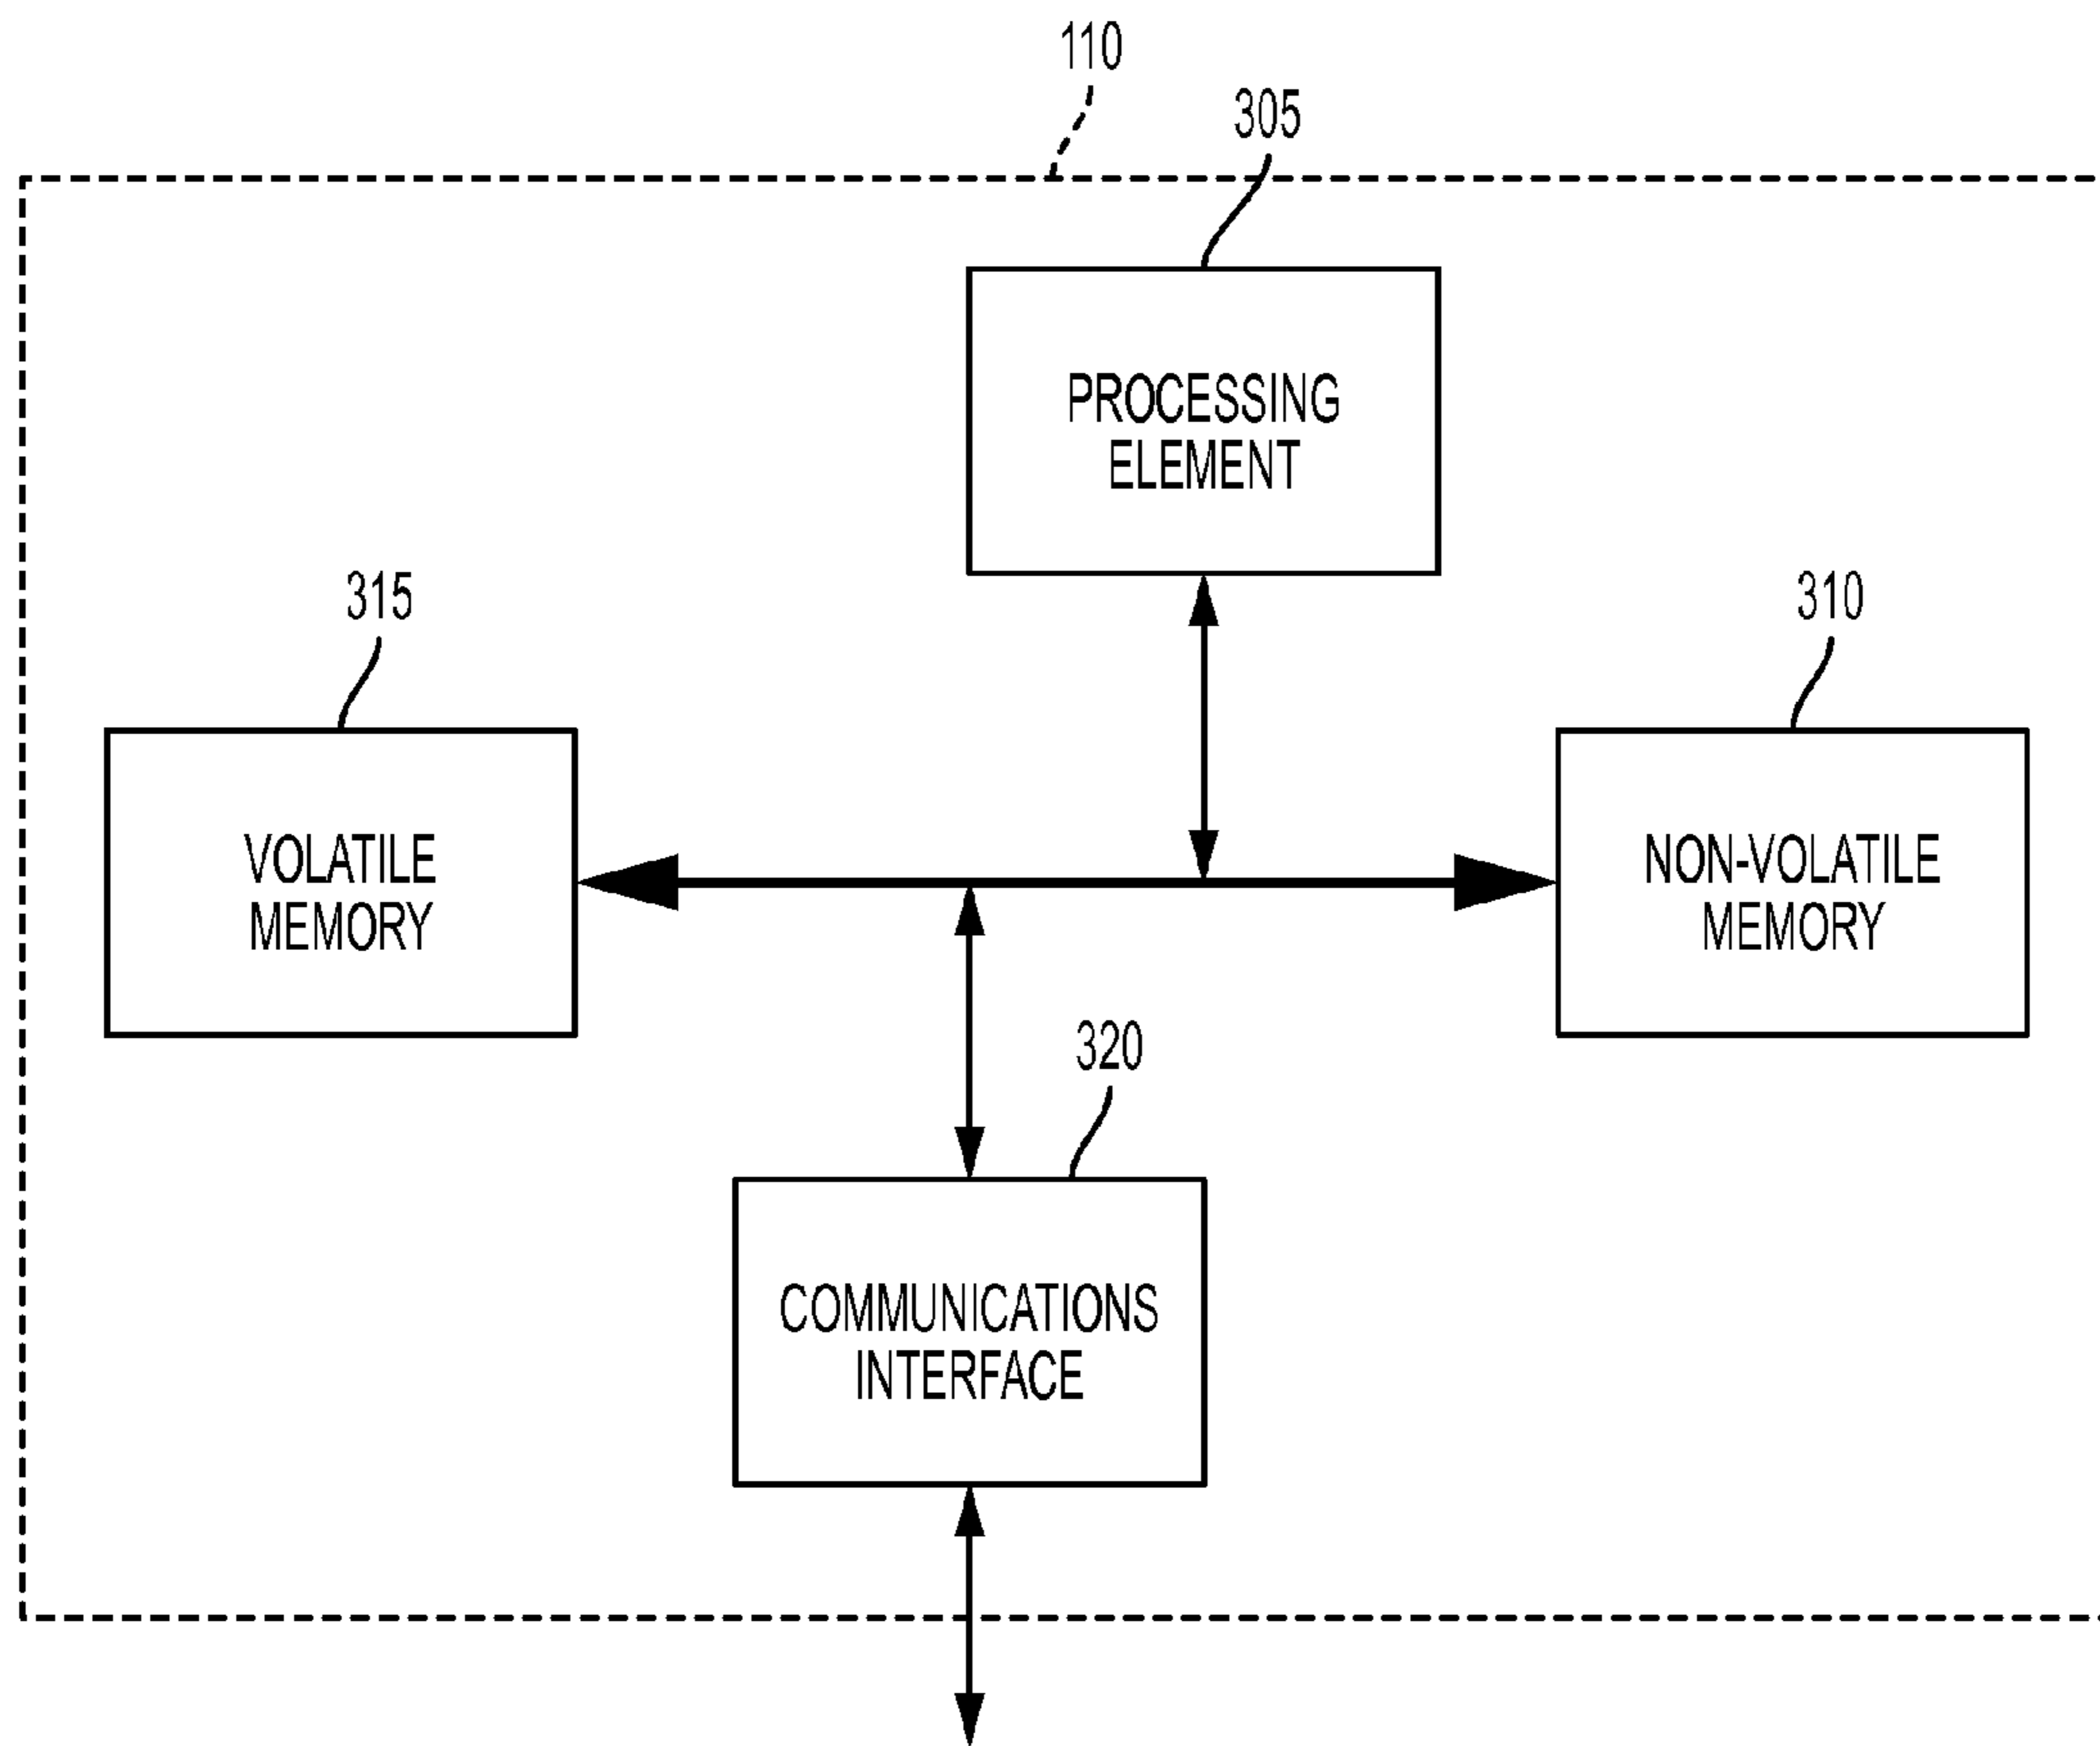 110
305
PROCESSING
ELEMENT
315
310
VOLATILE
MEMORY
NON-VOLATILE
MEMORY
320
COMMUNICATIONS
INTERFACE